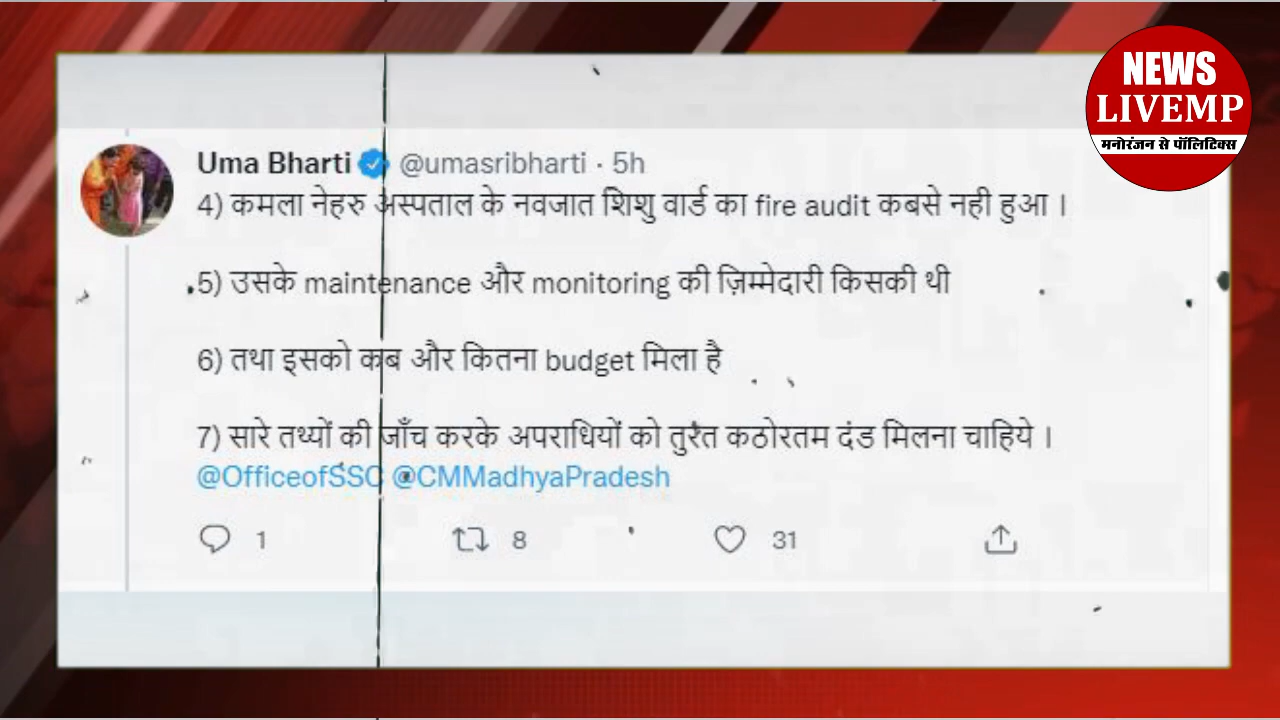 NEWS
LIVEMP
मनोरंजन से पॉलिटिक्स
Uma Bharti @umasribharti · 5h
4) कमला नेहरु अस्पताल के नवजात शिशु वार्ड का fire audit कबसे नही हुआ ।
5) उसके maintenance और monitoring की ज़िम्मेदारी किसकी थी
6) तथा इसको कब और कितना budget मिला है
7) सारे तथ्यों की जाँच करके अपराधियों को तुरंत कठोरतम दंड मिलना चाहिये ।
@OfficeofSSC @CMMadhyaPradesh
1 8 31